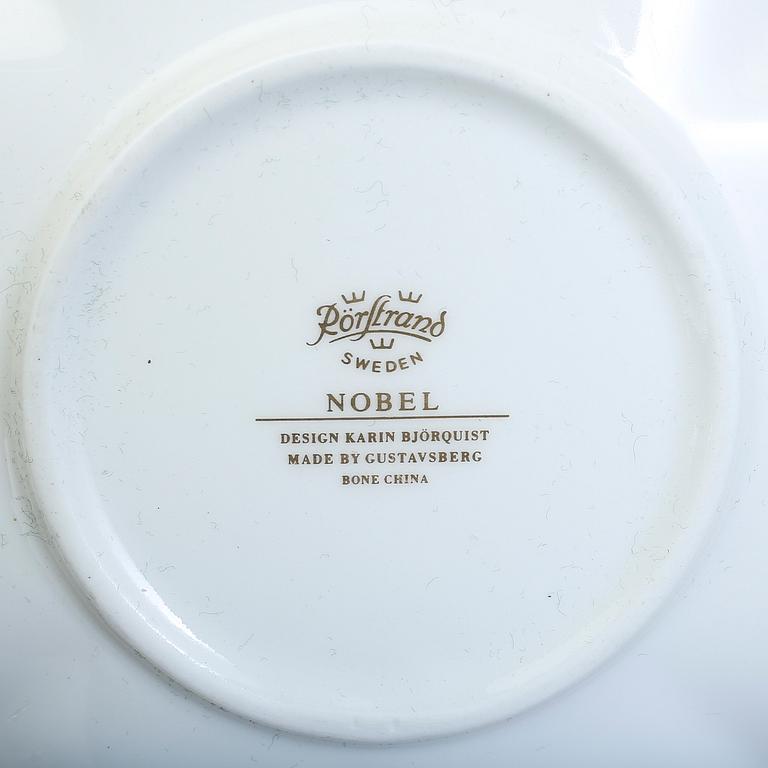 Rörstrand
SWEDEN
NOBEL
DESIGN KARIN BJÖRQUIST
MADE BY GUSTAVSBERG
BONE CHINA